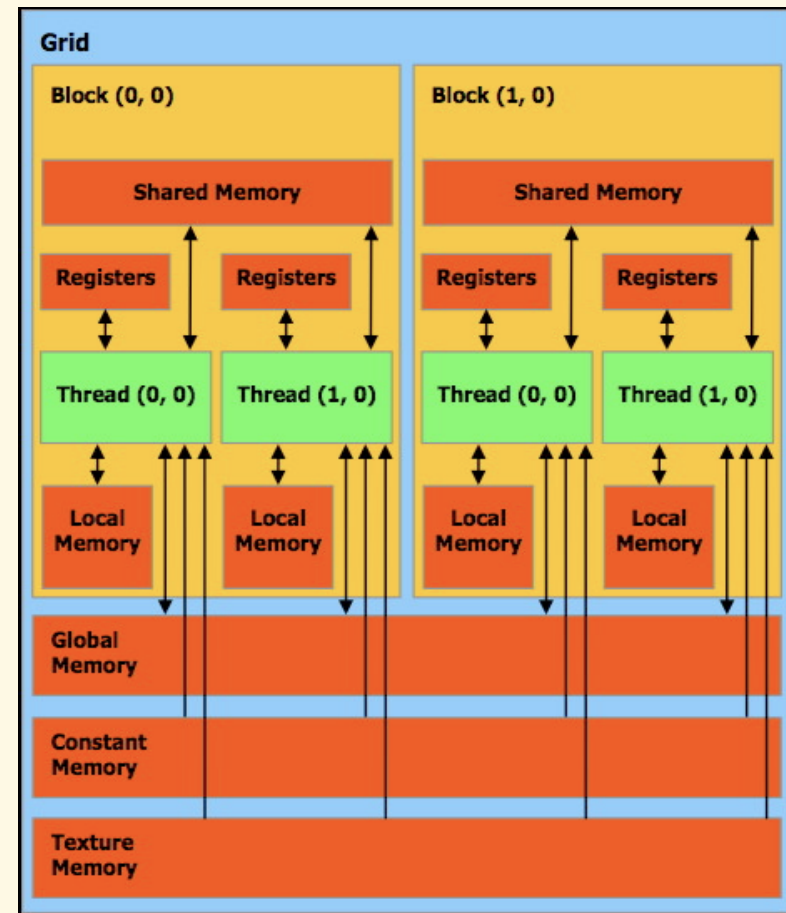 Grid
Block (0, 0)
Block (1, 0)
Shared Memory
Shared Memory
Registers
Registers
Registers
Registers
Thread (0, 0)
Thread (1, 0)
Thread (0, 0)
Thread (1, 0)
Local
Memory
Local
Memory
Local
Memory
Local
Memory
Global
Memory
Constant
Memory
Texture
Memory